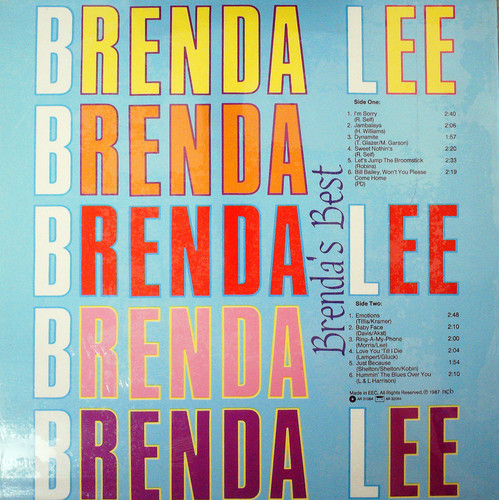 BRENDA LEE
BRENDA
BRENDA LEE
BRENDA
BRENDA LEE
Brenda's Best
Side One:
1. I'm Sorry 2:40
(R. Self)
2. Jambalaya 2:06
(H. Williams)
3. Dynamite 1:57
(T. Glazer/M. Garson)
4. Sweet Nothin's 2:20
(R. Self)
5. Let's Jump The Broomstick 2:33
(Robins)
6. Bill Bailey, Won't You Please 2:19
Come Home
(PD)
Side Two:
1. Emotions 2:48
(Tillis/Kramer)
2. Baby Face 2:10
(Davis/Akst)
3. Ring-A-My-Phone 2:00
(Morris/Lee)
4. Love You 'Till I Die 2:04
(Lampert/Gluck)
5. Just Because 1:54
(Shelton/Shelton/Robin)
6. Hummin' The Blues Over You 2:10
(L & L Harrison)
Made in EEC. All Rights Reserved. ℗ 1987